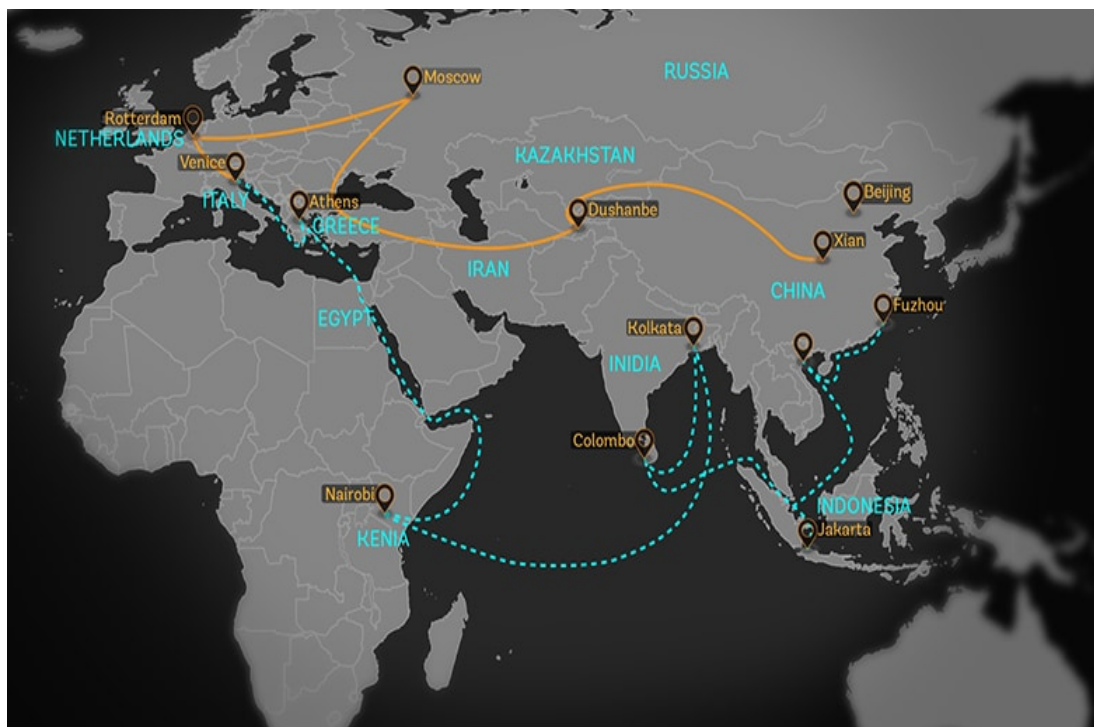 Moscow
RUSSIA
Rotterdam
NETHERLANDS
Venice
KAZAKHSTAN
ITALY
Athens
GREECE
Dushanbe
Beijing
Xian
IRAN
CHINA
EGYPT
Fuzhou
Kolkata
INIDIA
Colombo
Nairobi
KENIA
INDONESIA
Jakarta